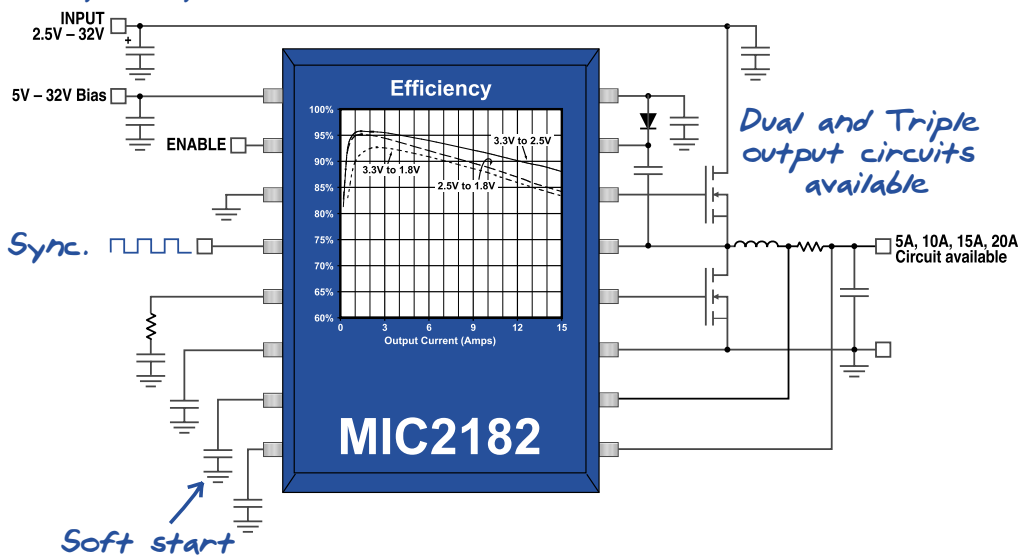 INPUT
2.5V – 32V
+
5V – 32V Bias
ENABLE
Sync.
Soft start
Efficiency
100%
95%
90%
85%
80%
75%
70%
65%
60%
3.3V to 2.5V
3.3V to 1.8V
2.5V to 1.8V
0 3 6 9 12 15
Output Current (Amps)
MIC2182
Dual and Triple
output circuits
available
5A, 10A, 15A, 20A
Circuit available